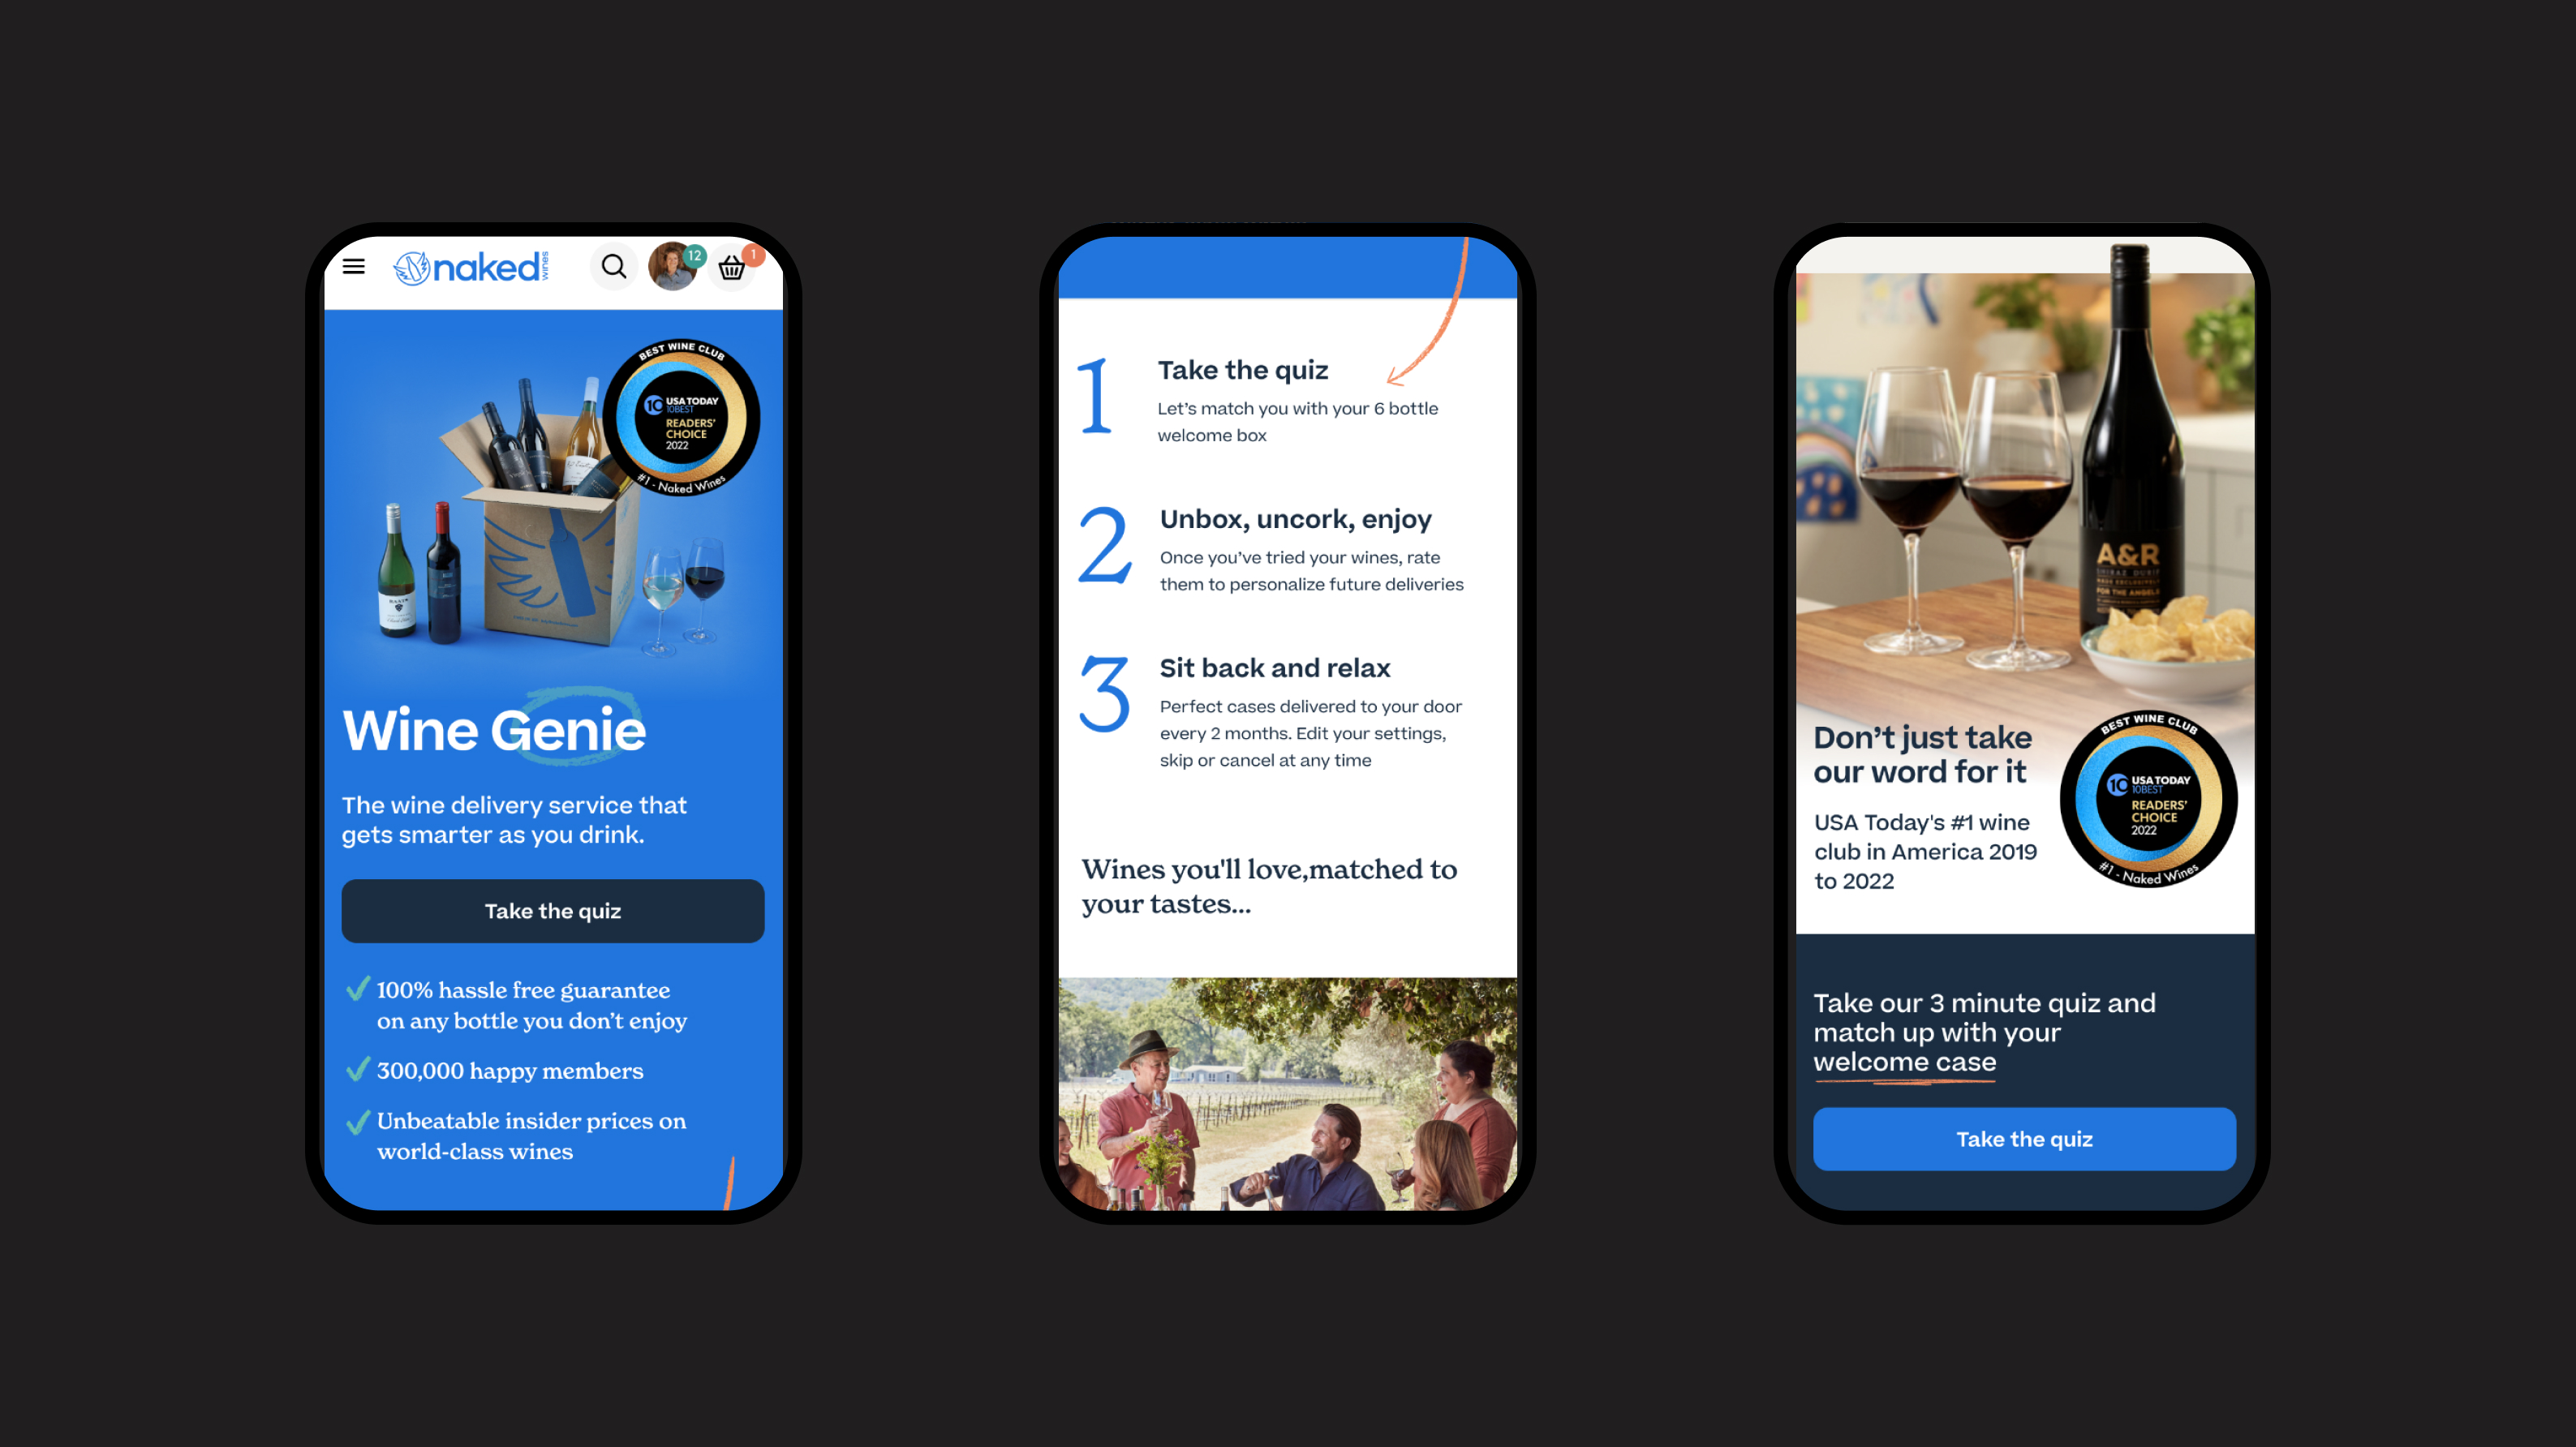 naked wines
12
1
BEST WINE CLUB
10
USA TODAY
10BEST
READERS'
CHOICE
2022
#1 - Naked Wines
Wine Genie
The wine delivery service that
gets smarter as you drink.
Take the quiz
100% hassle free guarantee
on any bottle you don't enjoy
300,000 happy members
Unbeatable insider prices on
world-class wines
1
Take the quiz
Let's match you with your 6 bottle
welcome box
2
Unbox, uncork, enjoy
Once you've tried your wines, rate
them to personalize future deliveries
3
Sit back and relax
Perfect cases delivered to your door
every 2 months. Edit your settings,
skip or cancel at any time
Wines you'll love,matched to
your tastes...
A&R
SHIRAZ DURIF
MADE EXCLUSIVELY
FOR THE ANGELS
Don't just take
our word for it
USA Today's #1 wine
club in America 2019
to 2022
BEST WINE CLUB
10
USA TODAY
10BEST
READERS'
CHOICE
2022
#1 - Naked Wines
Take our 3 minute quiz and
match up with your
welcome case
Take the quiz